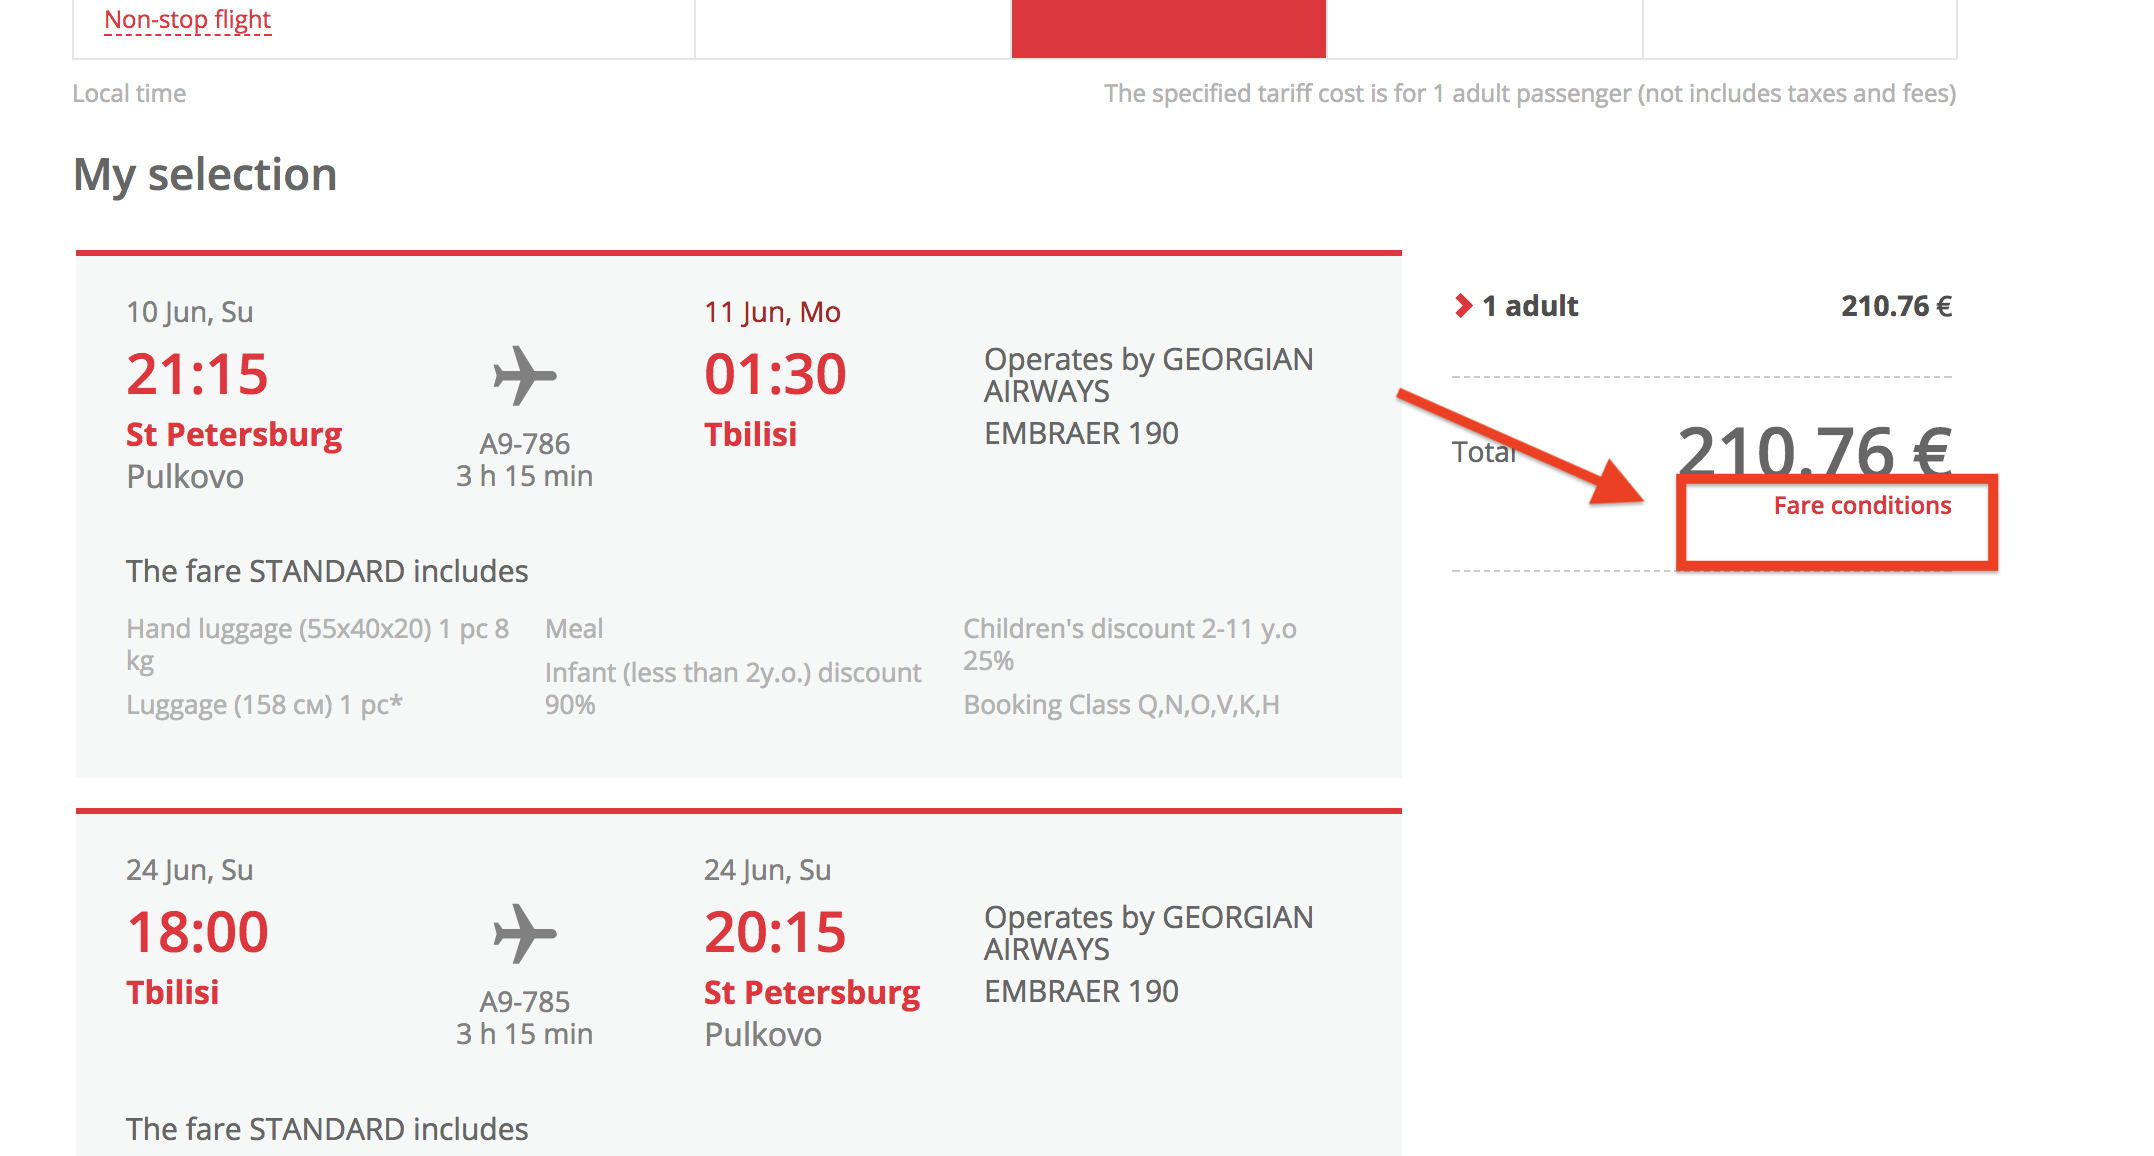 Non-stop flight
Local time
The specified tariff cost is for 1 adult passenger (not includes taxes and fees)
My selection
10 Jun, Su
21:15
St Petersburg
Pulkovo
A9-786
3 h 15 min
11 Jun, Mo
01:30
Tbilisi
Operates by GEORGIAN
AIRWAYS
EMBRAER 190
The fare STANDARD includes
Hand luggage (55x40x20) 1 pc 8
kg
Luggage (158 см) 1 pc*
Meal
Infant (less than 2y.o.) discount
90%
Children's discount 2-11 y.o
25%
Booking Class Q,N,O,V,K,H
1 adult
210.76 €
Total
210.76 €
Fare conditions
24 Jun, Su
18:00
Tbilisi
A9-785
3 h 15 min
24 Jun, Su
20:15
St Petersburg
Pulkovo
Operates by GEORGIAN
AIRWAYS
EMBRAER 190
The fare STANDARD includes